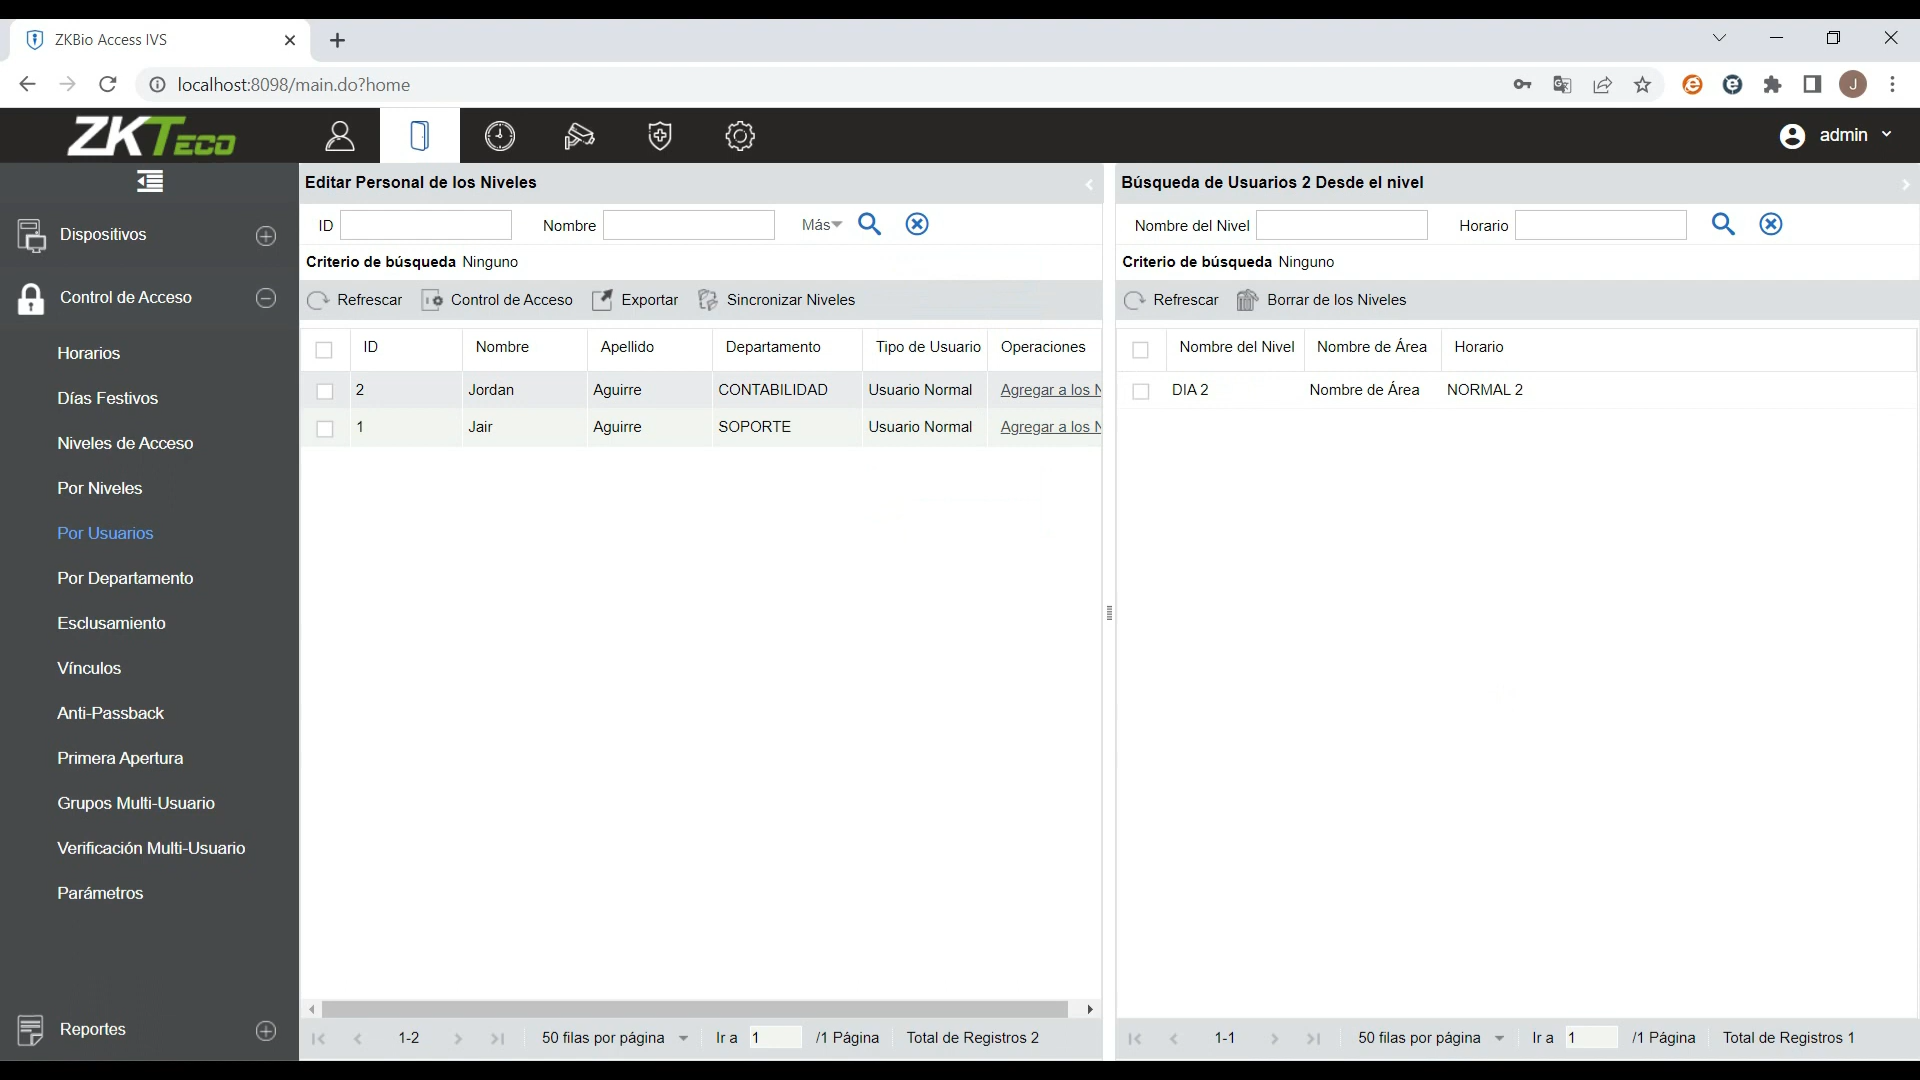 ZKBio Access IVS
localhost:8098/main.do?home
J
ZKTECO
admin
Dispositivos
Control de Acceso
Horarios
Días Festivos
Niveles de Acceso
Por Niveles
Por Usuarios
Por Departamento
Esclusamiento
Vínculos
Anti-Passback
Primera Apertura
Grupos Multi-Usuario
Verificación Multi-Usuario
Parámetros
Reportes
Editar Personal de los Niveles
ID Nombre Más
Criterio de búsqueda Ninguno
Refrescar Control de Acceso Exportar Sincronizar Niveles
ID Nombre Apellido Departamento Tipo de Usuario Operaciones
2 Jordan Aguirre CONTABILIDAD Usuario Normal Agregar a los N
1 Jair Aguirre SOPORTE Usuario Normal Agregar a los N
1-2 50 filas por página Ir a 1 /1 Página Total de Registros 2
Búsqueda de Usuarios 2 Desde el nivel
Nombre del Nivel Horario
Criterio de búsqueda Ninguno
Refrescar Borrar de los Niveles
Nombre del Nivel Nombre de Área Horario
DIA 2 Nombre de Área NORMAL 2
1-1 50 filas por página Ir a 1 /1 Página Total de Registros 1